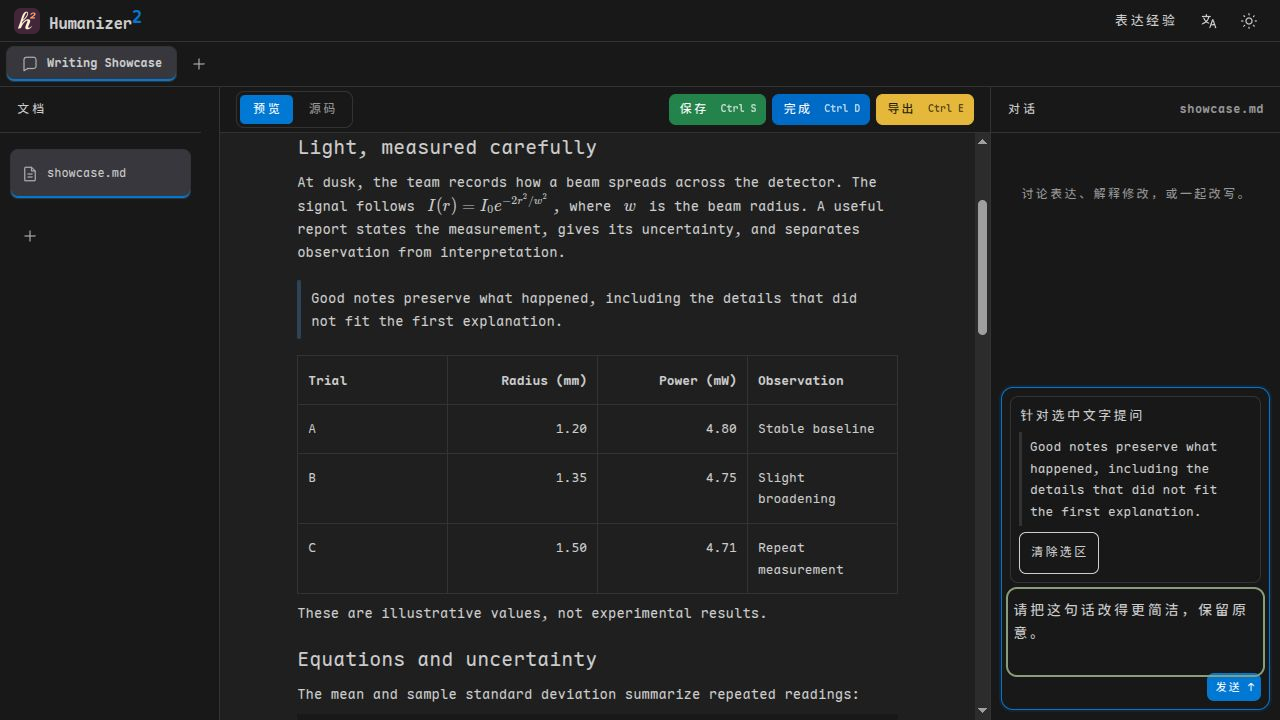 Humanizer2
表达经验
Writing Showcase
文档
预览 源码
保存 Ctrl S
完成 Ctrl D
导出 Ctrl E
对话
showcase.md
showcase.md
Light, measured carefully
At dusk, the team records how a beam spreads across the detector. The
signal follows I(r) = I₀e^{-2r²/w²}, where w is the beam radius. A useful
report states the measurement, gives its uncertainty, and separates
observation from interpretation.
Good notes preserve what happened, including the details that did
not fit the first explanation.
Trial Radius (mm) Power (mW) Observation
A 1.20 4.80 Stable baseline
B 1.35 4.75 Slight
broadening
C 1.50 4.71 Repeat
measurement
These are illustrative values, not experimental results.
Equations and uncertainty
The mean and sample standard deviation summarize repeated readings:
讨论表达、解释修改，或一起改写。
针对选中文字提问
Good notes preserve what
happened, including the
details that did not fit
the first explanation.
清除选区
请把这句话改得更简洁，保留原
意。
发送 ↑